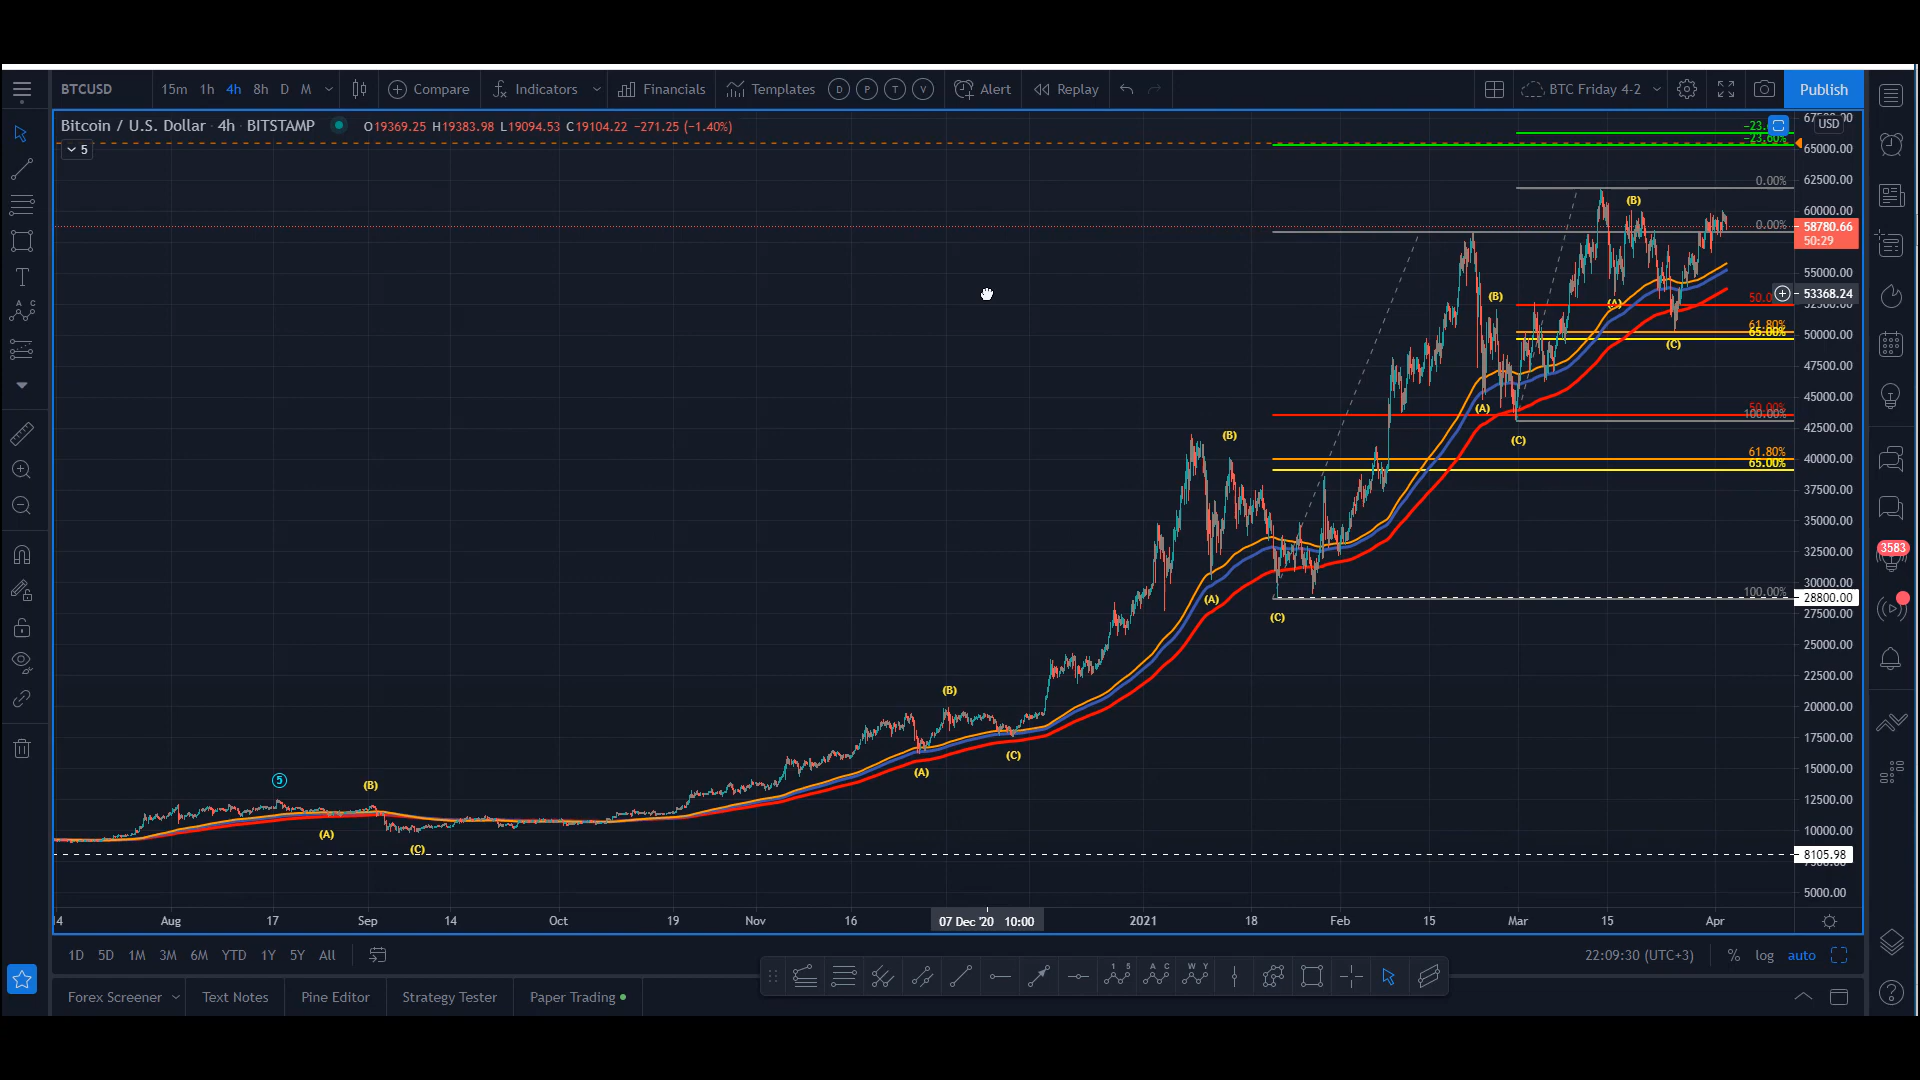 BTCUSD 15m 1h 4h 8h D M Compare Indicators Financials Templates D P T V Alert Replay BTC Friday 4-2 Publish
Bitcoin / U.S. Dollar · 4h · BITSTAMP O19369.25 H19383.98 L19094.53 C19104.22 −271.25 (−1.40%)
5
USD
−23.60%
65000.00
0.00%
62500.00
(B)
60000.00
0.00%
58780.66
50:29
55000.00
(B)
53368.24
(A)
61.80%
65.00%
50000.00
(C)
47500.00
45000.00
(A)
50.00%
100.00%
(B)
42500.00
(C)
61.80%
40000.00
65.00%
37500.00
35000.00
32500.00
30000.00
100.00%
28800.00
(A)
27500.00
(C)
25000.00
22500.00
(B)
20000.00
17500.00
(C)
15000.00
(A)
5
(B)
12500.00
(A)
10000.00
(C)
8105.98
5000.00
14 Aug 17 Sep 14 Oct 19 Nov 16 07 Dec '20 10:00 2021 18 Feb 15 Mar 15 Apr
1D 5D 1M 3M 6M YTD 1Y 5Y All
22:09:30 (UTC+3) % log auto
Forex Screener Text Notes Pine Editor Strategy Tester Paper Trading
3583